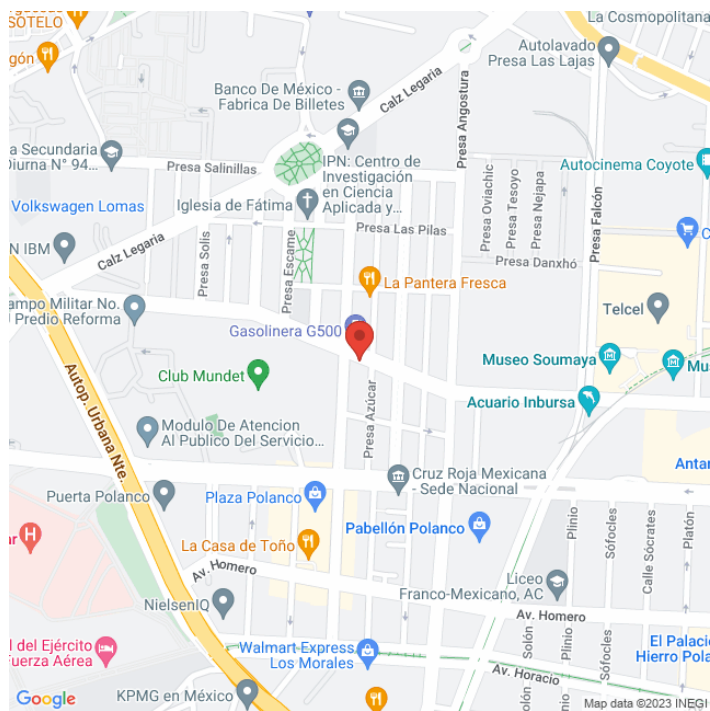 SOTELO
gón
La Cosmopolitana
Autolavado
Presa Las Lajas
Banco De México -
Fabrica De Billetes
Calz Legaria
Presa Angostura
a Secundaria
Diurna N° 94...
Presa Salinillas
IPN: Centro de
Investigación
en Ciencia
Aplicada y...
Autocinema Coyote
Presa Oviachic
Presa Tesoyo
Presa Nejapa
Presa Falcón
Volkswagen Lomas
Iglesia de Fátima
Presa Las Pilas
N IBM
Calz Legaria
Presa Solis
Presa Escame
C
Presa Danxhó
La Pantera Fresca
ampo Militar No.
Predio Reforma
Telcel
Gasolinera G500
Museo Soumaya
Mus
Club Mundet
Acuario Inbursa
Autop. Urbana Nte.
Presa Azúcar
Modulo De Atencion
Al Publico Del Servicio...
Cruz Roja Mexicana
- Sede Nacional
Antar
Puerta Polanco
Plaza Polanco
Pabellón Polanco
Plinio
Sófocles
Calle Sócrates
Platón
ar
H
La Casa de Toño
Av. Homero
Liceo
Franco-Mexicano, AC
NielsenIQ
Av. Homero
Solón
Plinio
Sófocles
l del Ejército
Fuerza Aérea
Walmart Express
Los Morales
El Palacio
Hierro Pola
Av. Horacio
Solón
Plinio
Google
KPMG en México
Map data ©2023 INEGI